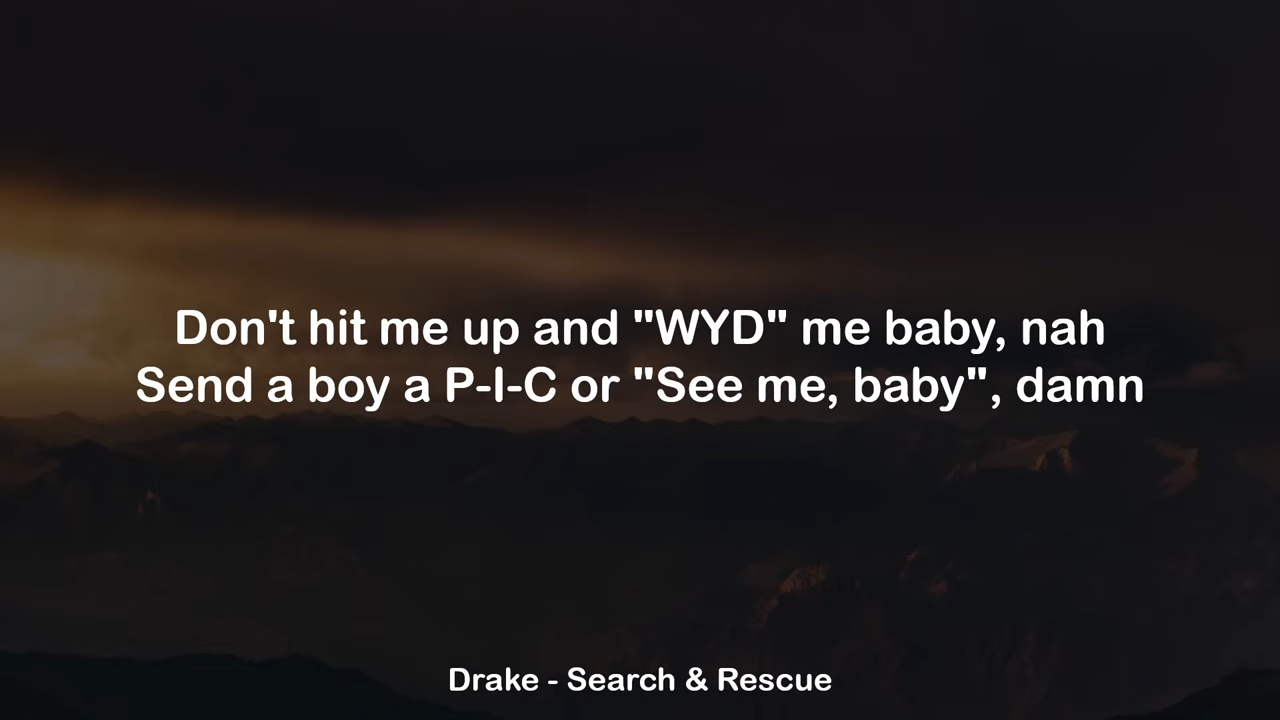 Don't hit me up and "WYD" me baby, nah
Send a boy a P-I-C or "See me, baby", damn
Drake - Search & Rescue